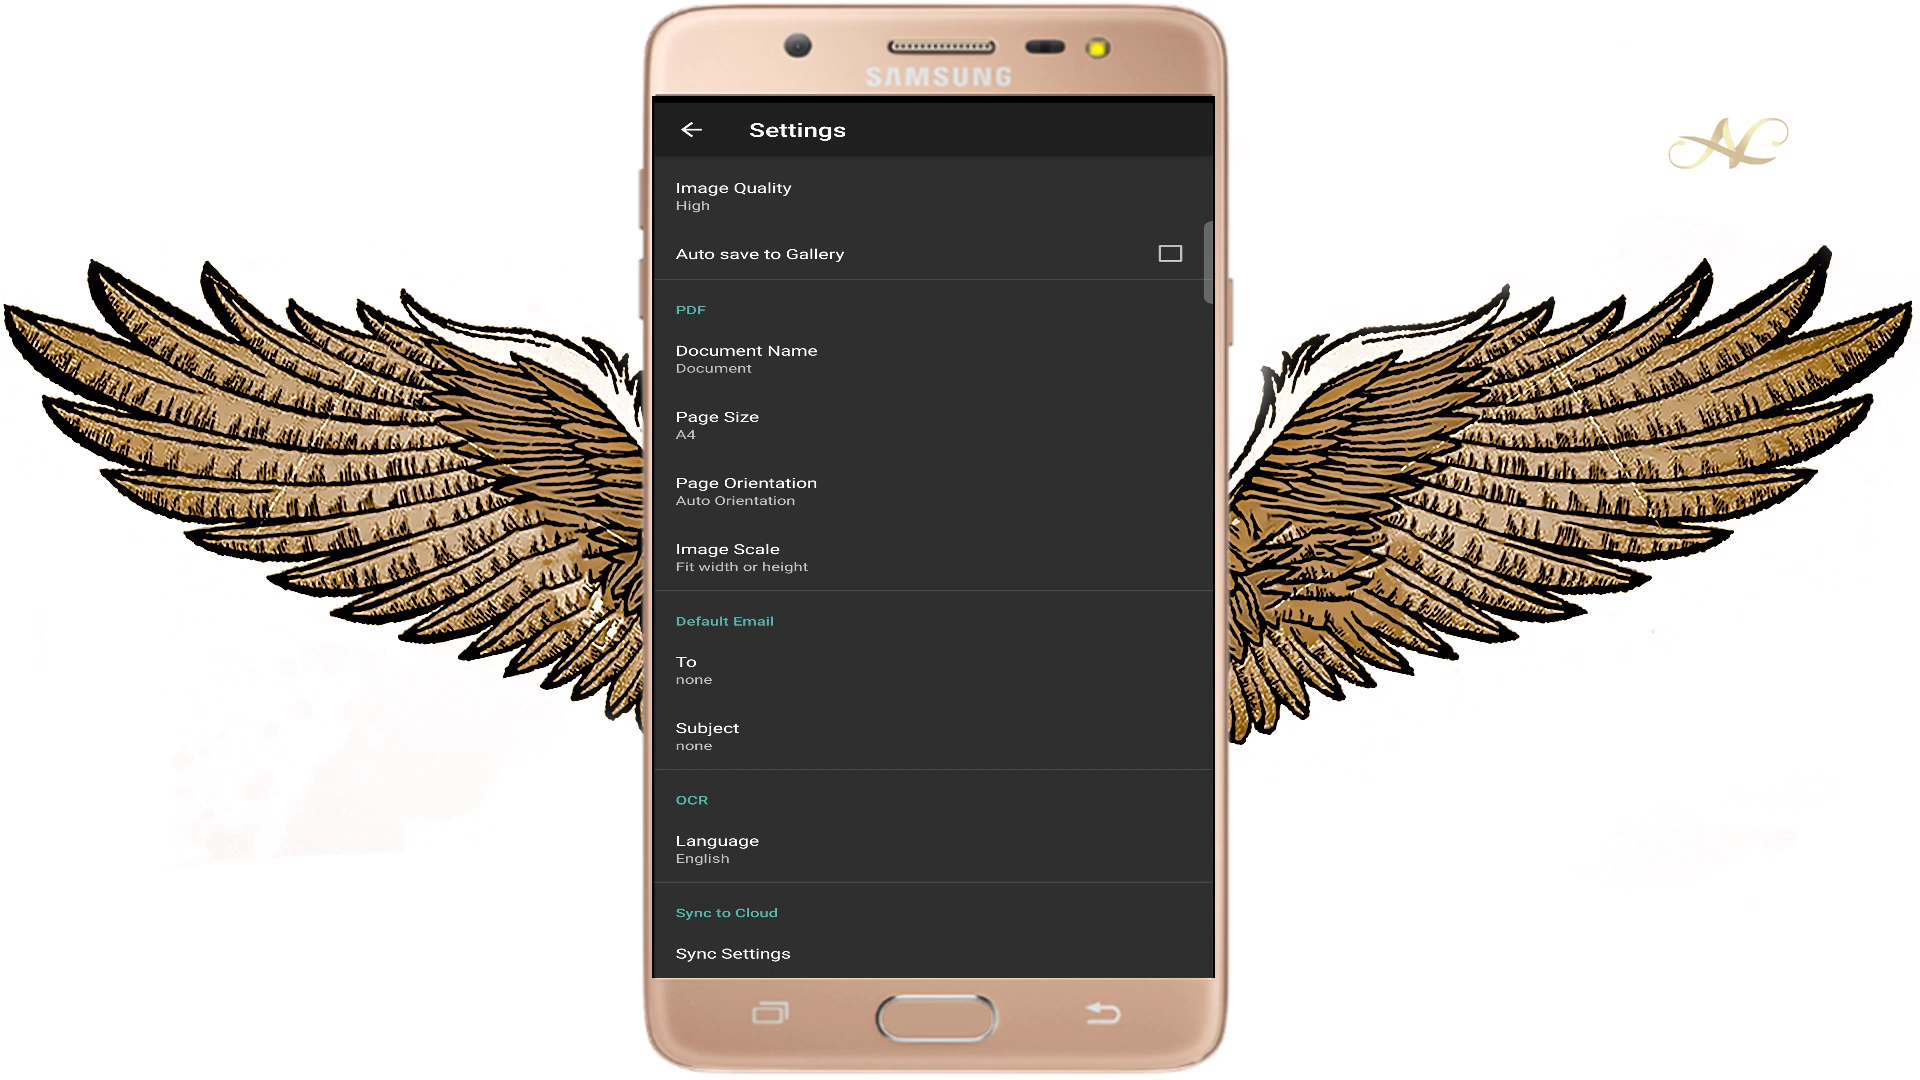 SAMSUNG
Settings
Image Quality
High
Auto save to Gallery
PDF
Document Name
Document
Page Size
A4
Page Orientation
Auto Orientation
Image Scale
Fit width or height
Default Email
To
none
Subject
none
OCR
Language
English
Sync to Cloud
Sync Settings